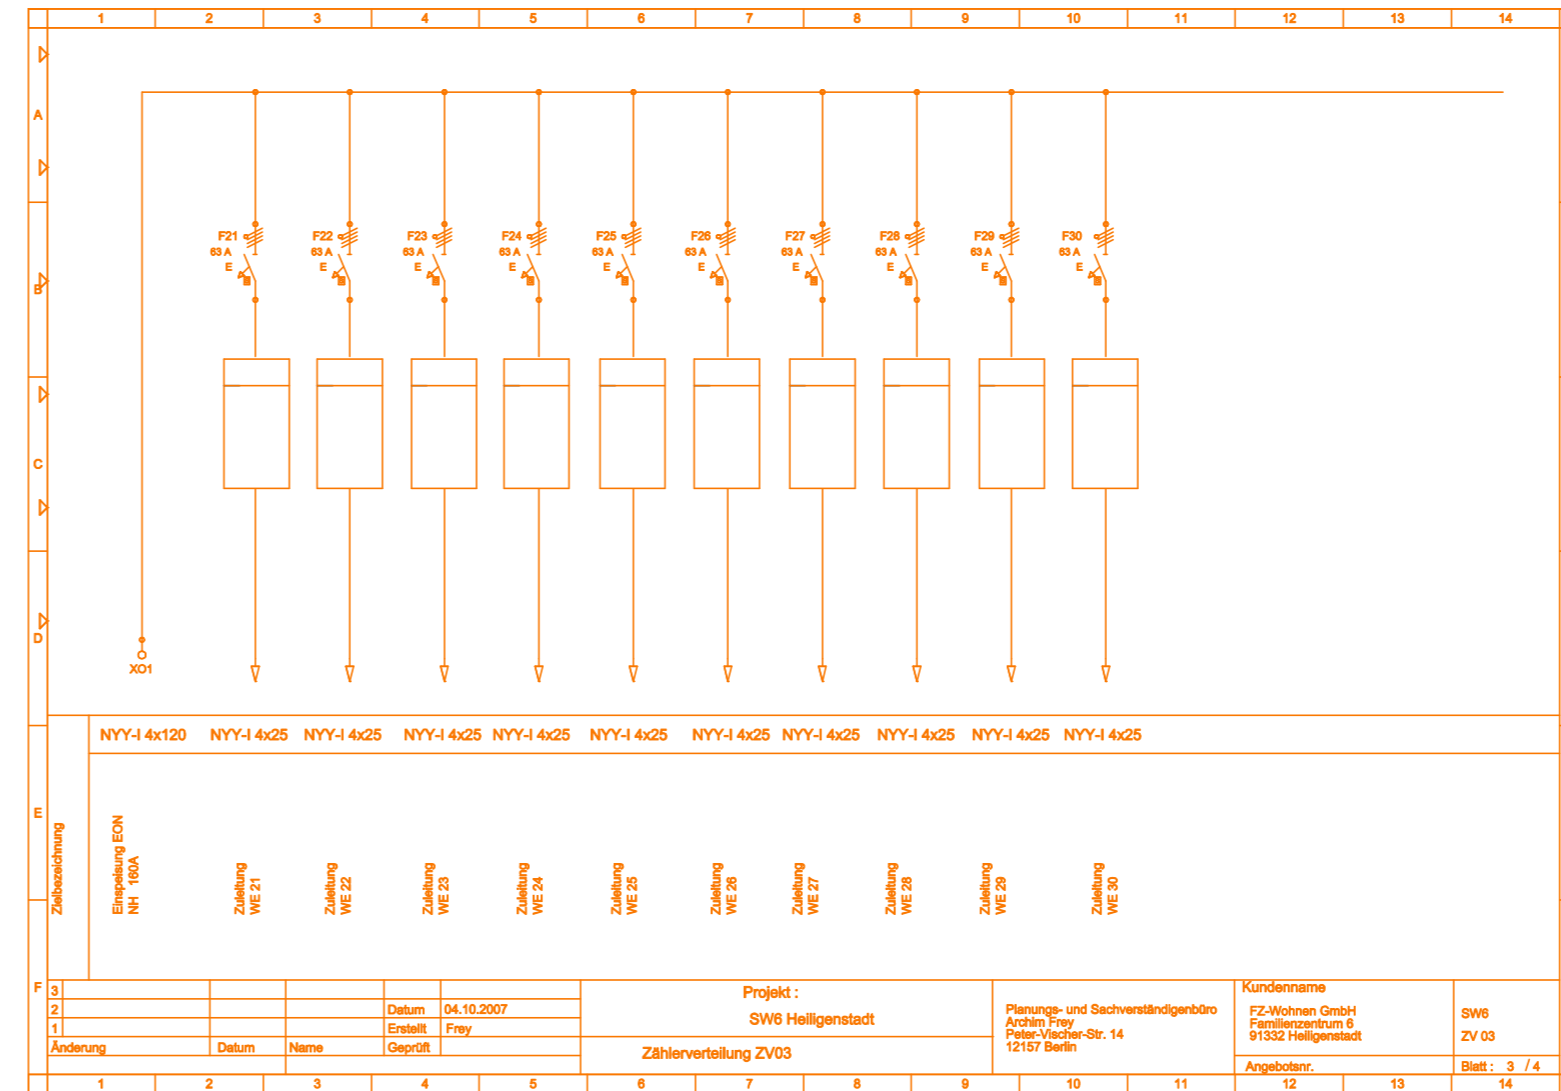 1 2 3 4 5 6 7 8 9 10 11 12 13 14
A
F21 F22 F23 F24 F25 F26 F27 F28 F29 F30
63 A 63 A 63 A 63 A 63 A 63 A 63 A 63 A 63 A 63 A
E E E E E E E E E E
B
C
D
XO1
NYY-I 4x120 NYY-I 4x25 NYY-I 4x25 NYY-I 4x25 NYY-I 4x25 NYY-I 4x25 NYY-I 4x25 NYY-I 4x25 NYY-I 4x25 NYY-I 4x25 NYY-I 4x25
E
Zielbezeichnung
Einspeisung EON
NH 160A
Zuleitung
WE 21
Zuleitung
WE 22
Zuleitung
WE 23
Zuleitung
WE 24
Zuleitung
WE 25
Zuleitung
WE 26
Zuleitung
WE 27
Zuleitung
WE 28
Zuleitung
WE 29
Zuleitung
WE 30
F
3
2
1
Änderung Datum Name
Datum 04.10.2007
Erstellt Frey
Geprüft
Projekt :
SW6 Heiligenstadt
Zählerverteilung ZV03
Planungs- und Sachverständigenbüro
Archim Frey
Peter-Vischer-Str. 14
12157 Berlin
Kundenname
FZ-Wohnen GmbH
Familienzentrum 6
91332 Heiligenstadt
Angebotsnr.
SW6
ZV 03
Blatt : 3 / 4
1 2 3 4 5 6 7 8 9 10 11 12 13 14